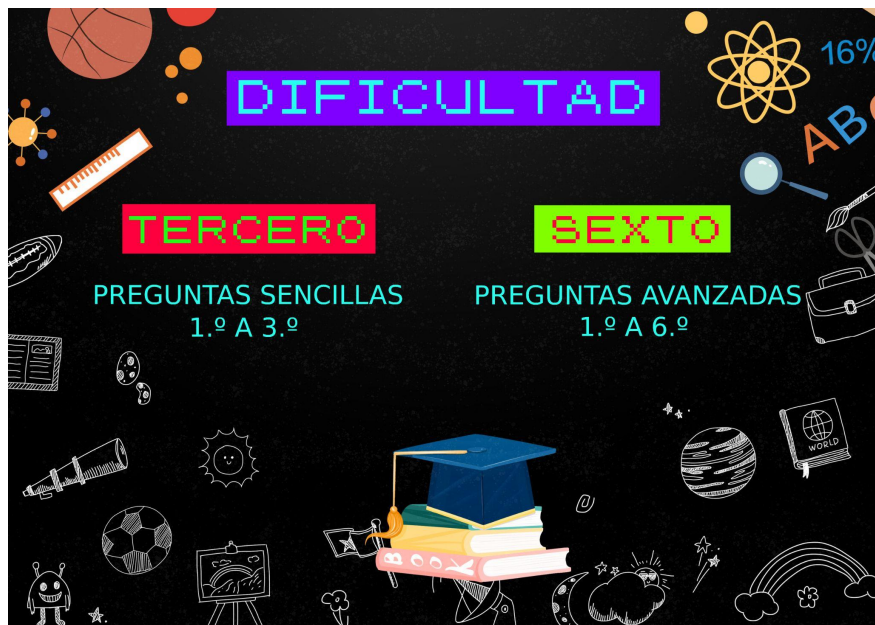 DIFICULTAD
16%
ABC
TERCERO
SEXTO
PREGUNTAS SENCILLAS
1.º A 3.º
PREGUNTAS AVANZADAS
1.º A 6.º
WORLD
BOOK